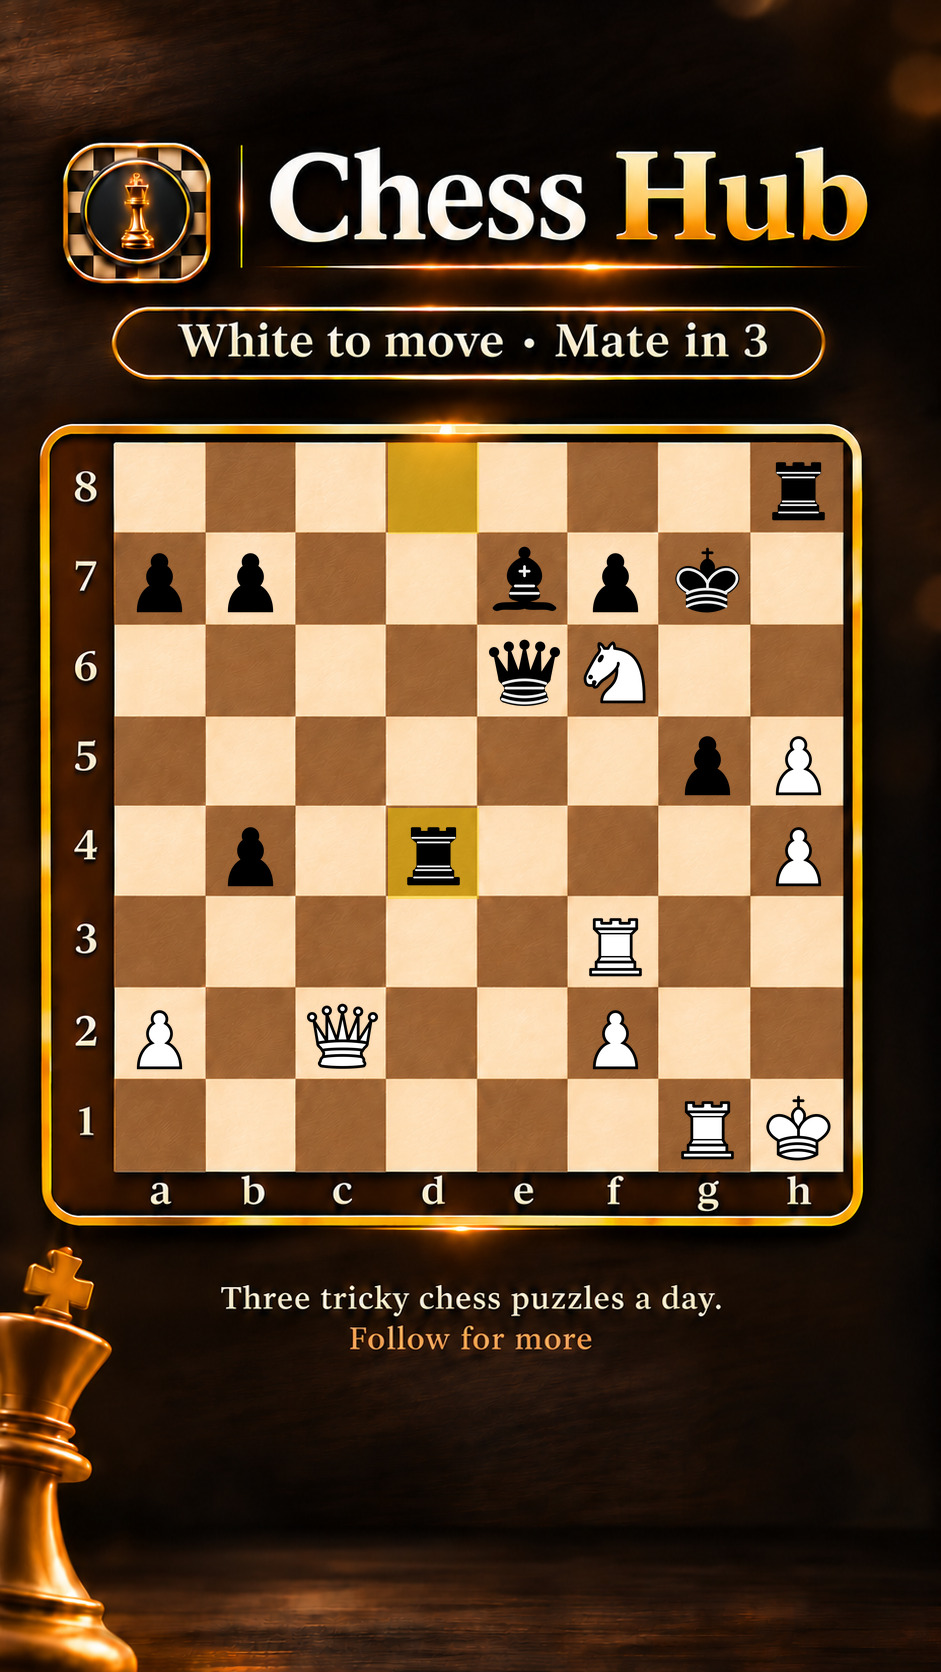 Chess Hub
White to move • Mate in 3
8
7
6
5
4
3
2
1
a b c d e f g h
Three tricky chess puzzles a day.
Follow for more